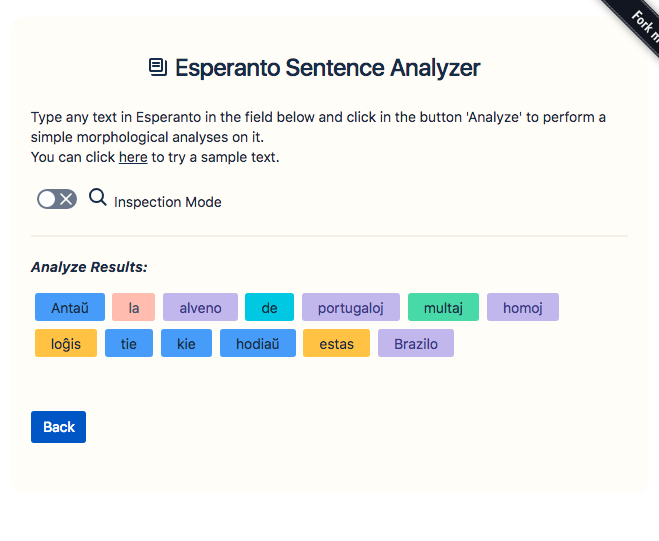 Fork m
Esperanto Sentence Analyzer
Type any text in Esperanto in the field below and click in the button 'Analyze' to perform a
simple morphological analyses on it.
You can click here to try a sample text.
Inspection Mode
Analyze Results:
Antaŭ la alveno de portugaloj multaj homoj
loĝis tie kie hodiaŭ estas Brazilo
Back